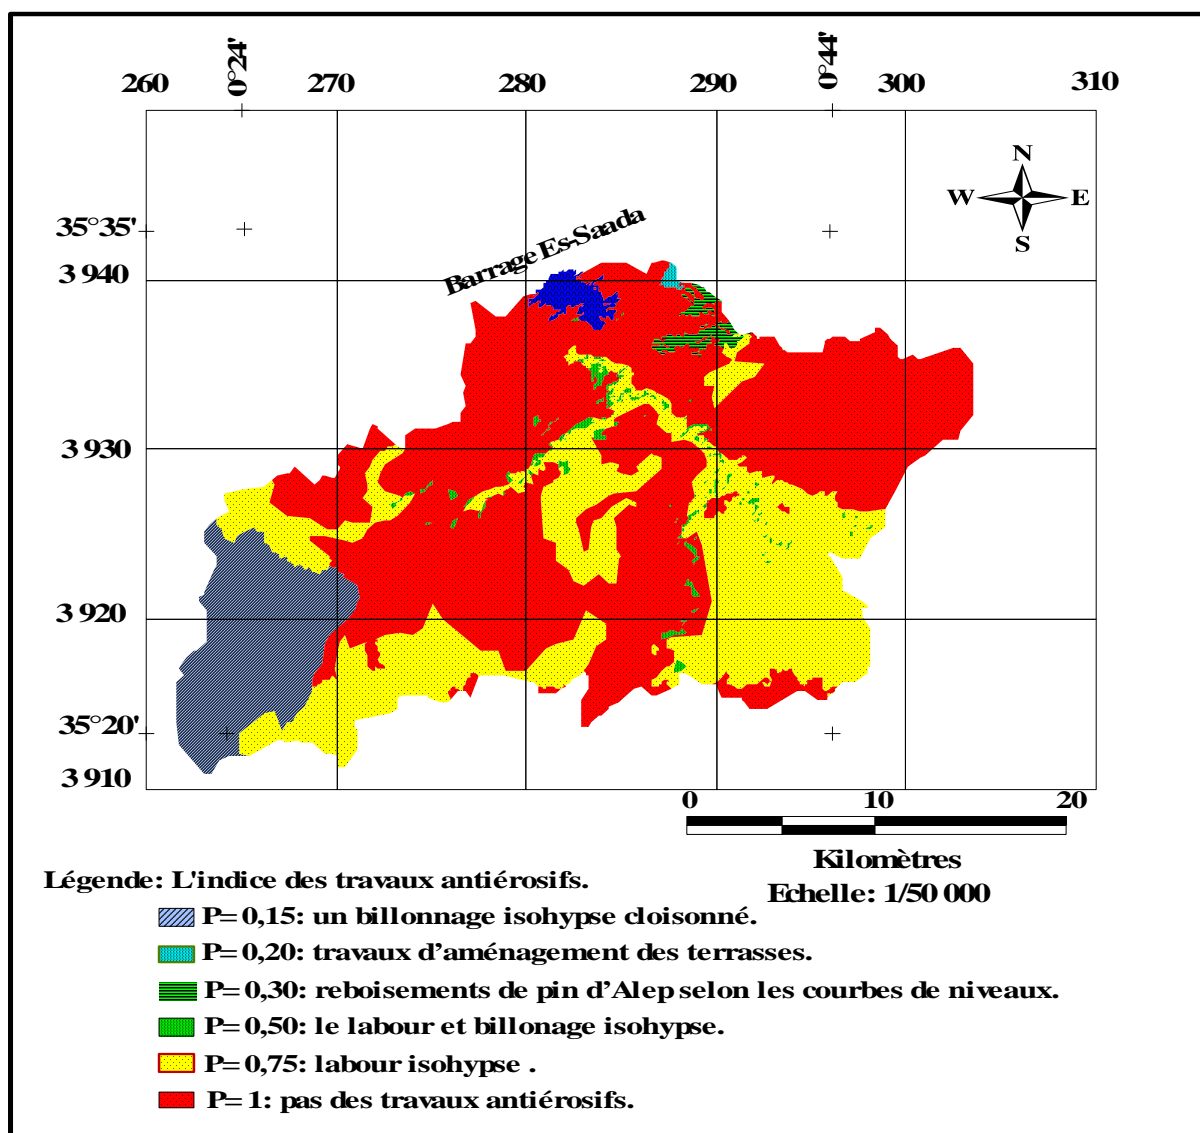 260 0°24' 270 280 290 0°44' 300 310
N
W E
S
35°35'
3 940
Barrage Es-Saada
3 930
3 920
35°20'
3 910
0 10 20
Kilomètres
Echelle: 1/50 000
Légende: L'indice des travaux antiérosifs.
P= 0,15: un billonnage isohypse cloisonné.
P= 0,20: travaux d'aménagement des terrasses.
P= 0,30: reboisements de pin d'Alep selon les courbes de niveaux.
P= 0,50: le labour et billonage isohypse.
P= 0,75: labour isohypse .
P= 1: pas des travaux antiérosifs.